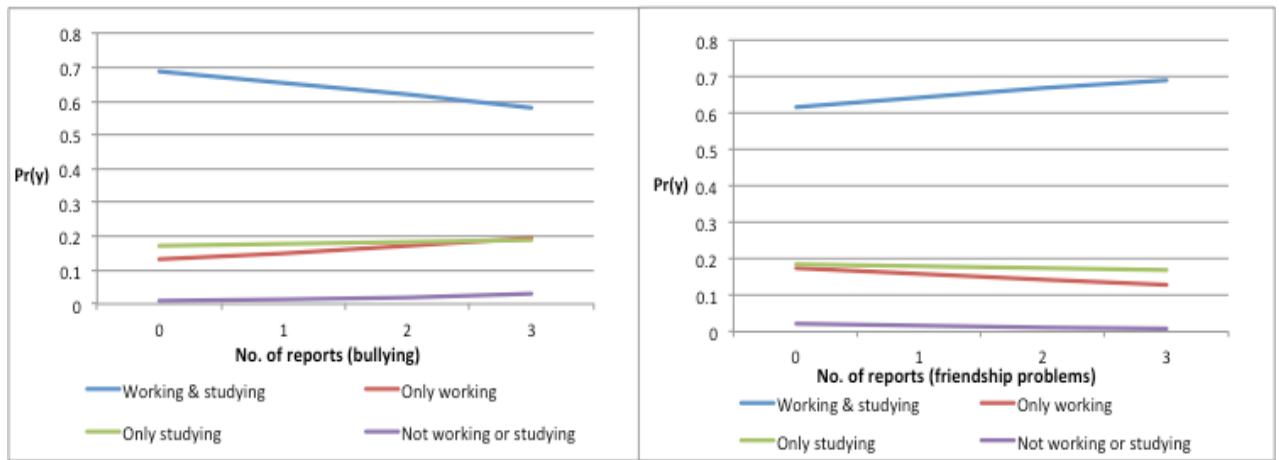 0.8
0.7
0.6
0.5
0.4
Pr(y)
0.3
0.2
0.1
0
0 1 2 3
No. of reports (bullying)
Working & studying Only working
Only studying Not working or studying
0.8
0.7
0.6
0.5
0.4
Pr(y)
0.3
0.2
0.1
0
0 1 2 3
No. of reports (friendship problems)
Working & studying Only working
Only studying Not working or studying